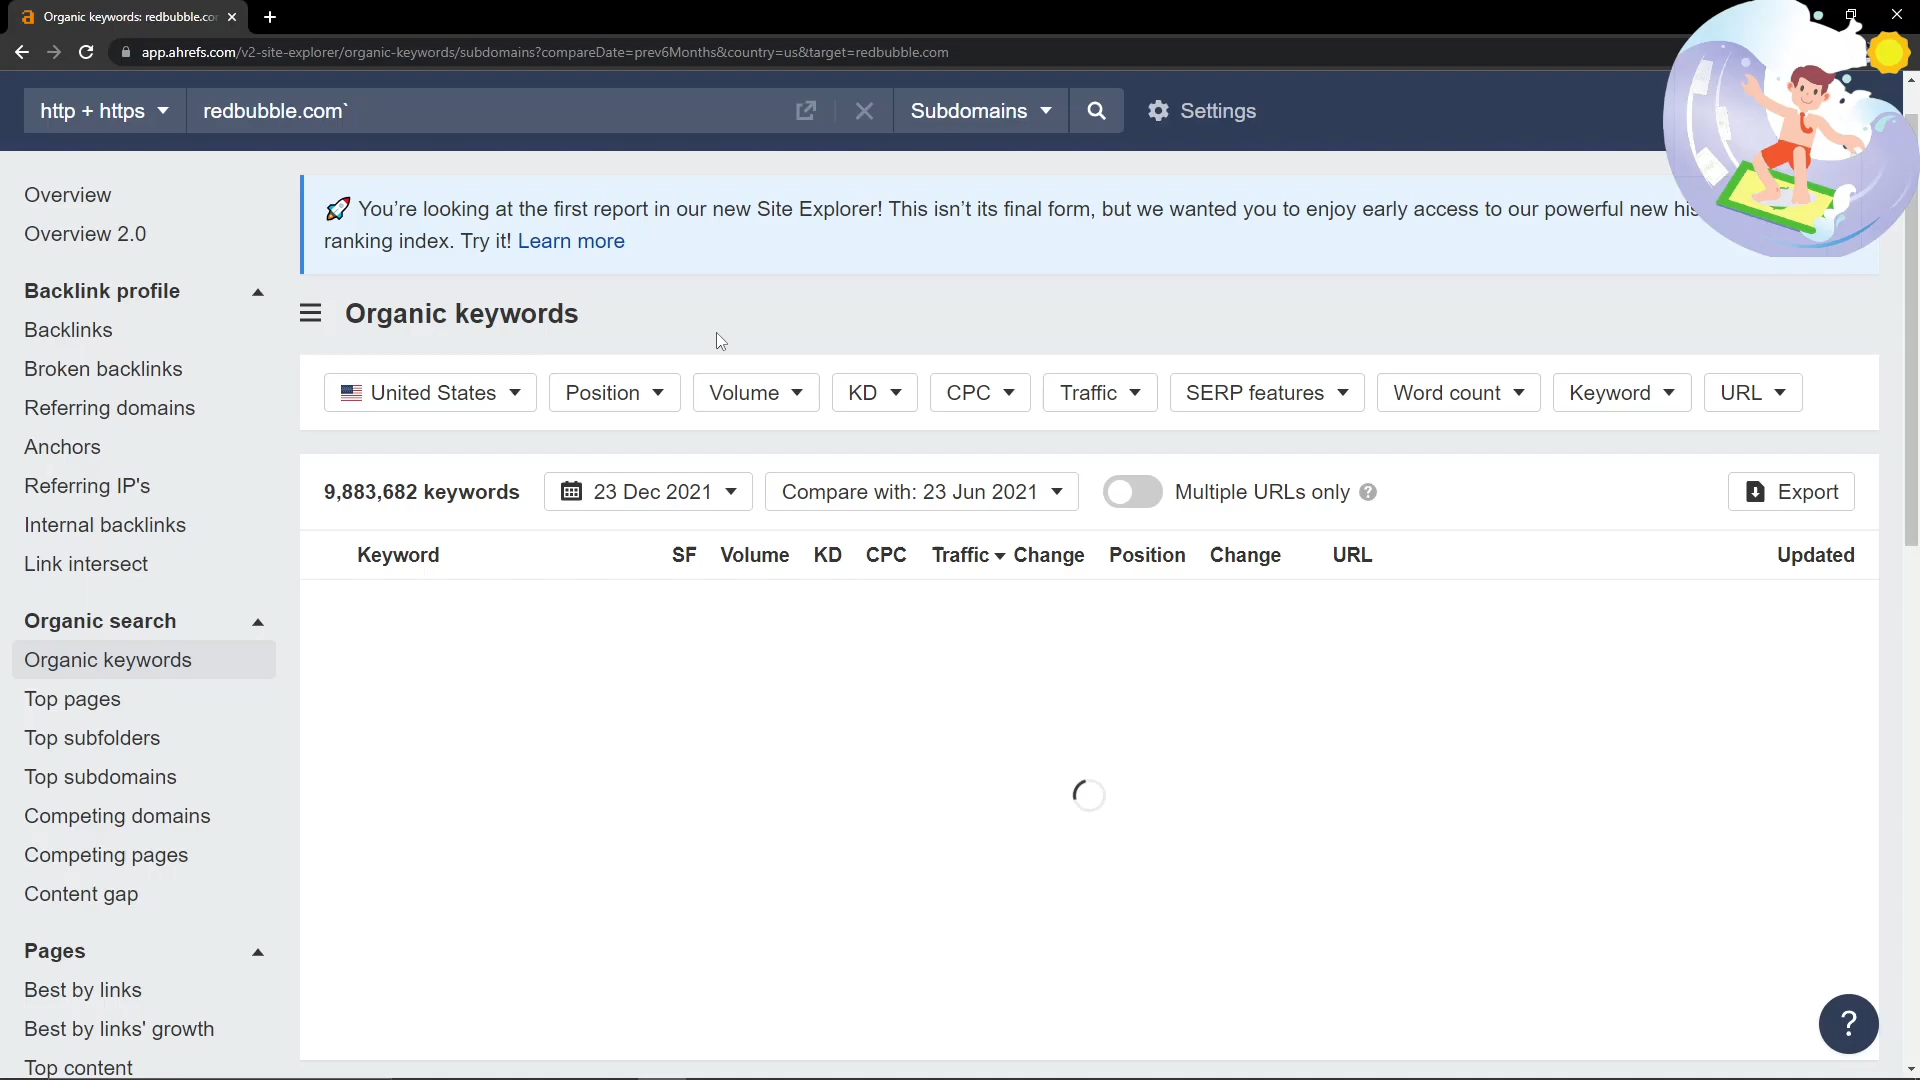 Organic keywords: redbubble.cor
app.ahrefs.com/v2-site-explorer/organic-keywords/subdomains?compareDate=prev6Months&country=us&target=redbubble.com
http + https redbubble.com` Subdomains Settings
Overview
Overview 2.0
Backlink profile
Backlinks
Broken backlinks
Referring domains
Anchors
Referring IP's
Internal backlinks
Link intersect
Organic search
Organic keywords
Top pages
Top subfolders
Top subdomains
Competing domains
Competing pages
Content gap
Pages
Best by links
Best by links' growth
Top content
You're looking at the first report in our new Site Explorer! This isn't its final form, but we wanted you to enjoy early access to our powerful new his
ranking index. Try it! Learn more
Organic keywords
United States Position Volume KD CPC Traffic SERP features Word count Keyword URL
9,883,682 keywords 23 Dec 2021 Compare with: 23 Jun 2021 Multiple URLs only ? Export
Keyword SF Volume KD CPC Traffic Change Position Change URL Updated
?